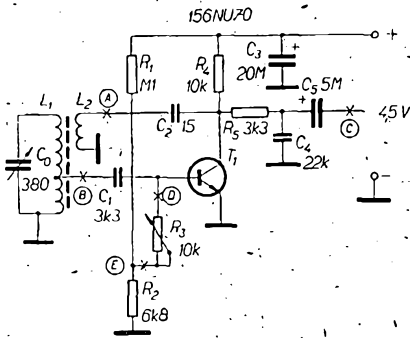 156NU70
+
R1
M1
R4
10k
C3
+
20M
L1
L2
A
C2
15
R5
3k3
+
C5
5M
C
4,5V
C4
22k
C0
380
B
C1
3k3
T1
D
R3
10k
-
E
R2
6k8